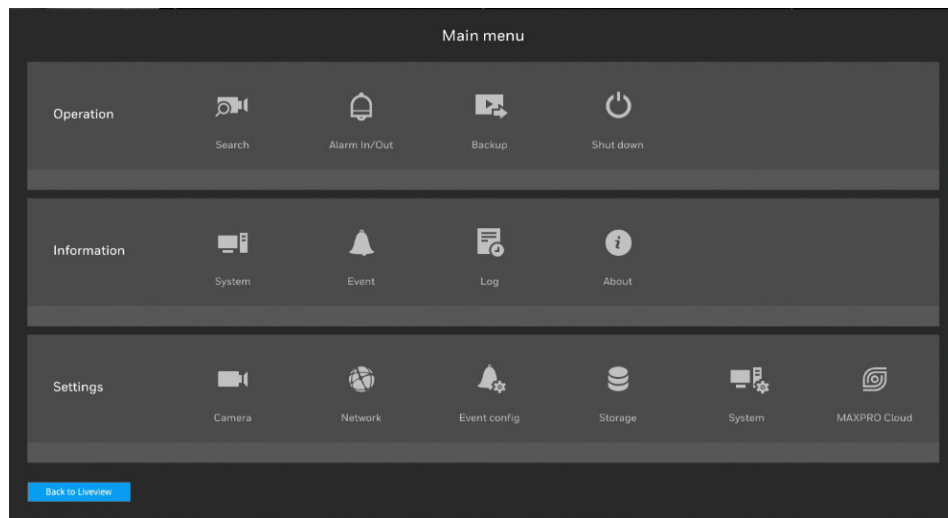 Main menu
Operation
Search
Alarm In/Out
Backup
Shut down
Information
System
Event
Log
About
Settings
Camera
Network
Event config
Storage
System
MAXPRO Cloud
Back to Liveview